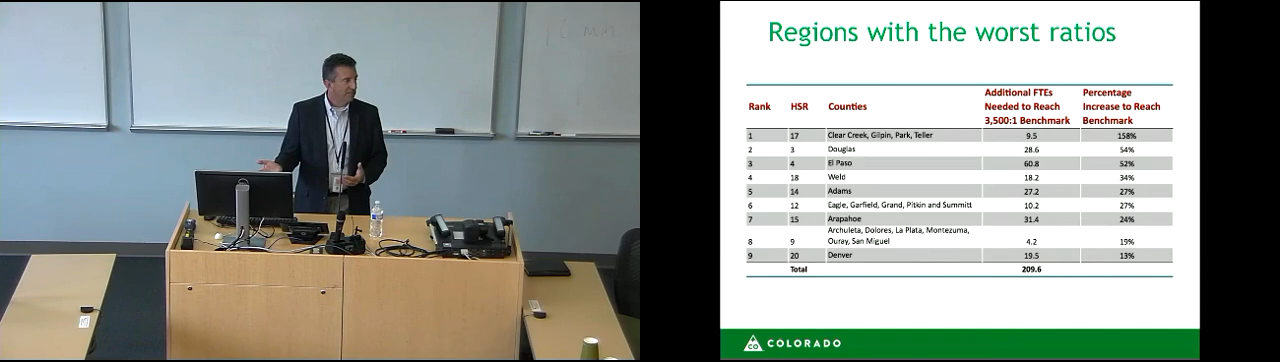 10 mm
Regions with the worst ratios
Rank HSR Counties Additional FTEs Needed to Reach 3,500:1 Benchmark Percentage Increase to Reach Benchmark
1 17 Clear Creek, Gilpin, Park, Teller 9.5 158%
2 3 Douglas 28.6 54%
3 4 El Paso 60.8 52%
4 18 Weld 18.2 34%
5 14 Adams 27.2 27%
6 12 Eagle, Garfield, Grand, Pitkin and Summitt 10.2 27%
7 15 Arapahoe 31.4 24%
8 9 Archuleta, Dolores, La Plata, Montezuma, Ouray, San Miguel 4.2 19%
9 20 Denver 19.5 13%
Total 209.6
CO COLORADO